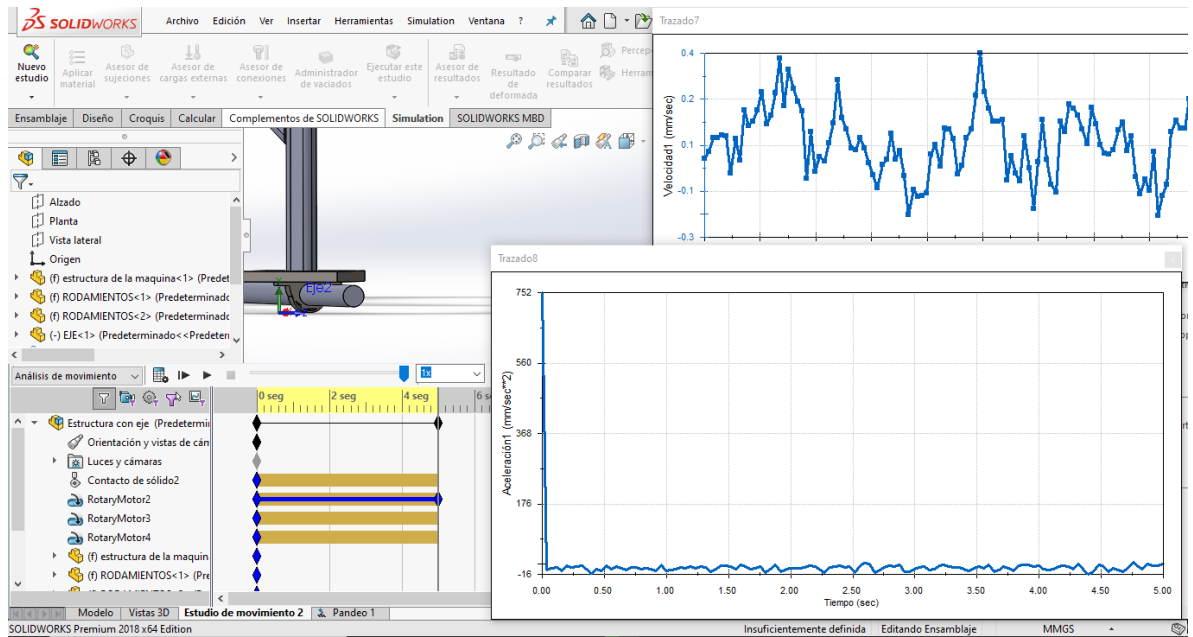 SOLIDWORKS
Archivo Edición Ver Insertar Herramientas Simulation Ventana ?
Trazado7
Nuevo estudio
Aplicar material
Asesor de sujeciones
Asesor de cargas externas
Asesor de conexiones
Administrador de vaciados
Ejecutar este estudio
Asesor de resultados
Resultado de deformada
Comparar resultados
Percep
Herram
Ensamblaje Diseño Croquis Calcular Complementos de SOLIDWORKS Simulation SOLIDWORKS MBD
Velocidad1 (mm/sec)
0.4
0.2
0.1
-0.1
-0.3
Alzado
Planta
Vista lateral
Origen
(f) estructura de la maquina<1> (Predet
(f) RODAMIENTOS<1> (Predeterminado
(f) RODAMIENTOS<2> (Predeterminado
(-) EJE<1> (Predeterminado<<Predeter
Eje2
Trazado8
Aceleración1 (mm/sec**2)
752
560
368
176
-16
0.00 0.50 1.00 1.50 2.00 2.50 3.00 3.50 4.00 4.50 5.00
Tiempo (sec)
Análisis de movimiento
1x
0 seg 2 seg 4 seg 6 s
Estructura con eje (Predetermin
Orientación y vistas de cám
Luces y cámaras
Contacto de sólido2
RotaryMotor2
RotaryMotor3
RotaryMotor4
(f) estructura de la maquin
(f) RODAMIENTOS<1> (Pre
Modelo Vistas 3D Estudio de movimiento 2 Pandeo 1
SOLIDWORKS Premium 2018 x64 Edition
Insuficientemente definida Editando Ensamblaje MMGS